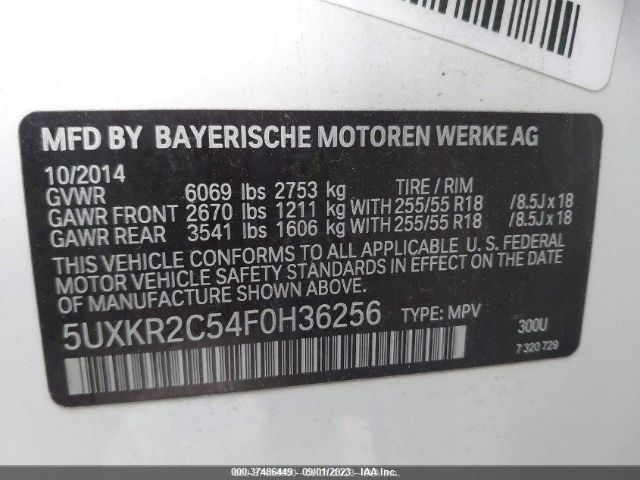 MFD BY BAYERISCHE MOTOREN WERKE AG
10/2014
GVWR 6069 lbs 2753 kg TIRE / RIM
GAWR FRONT 2670 lbs 1211 kg WITH 255/55 R18 /8.5J x 18
GAWR REAR 3541 lbs 1606 kg WITH 255/55 R18 /8.5J x 18
THIS VEHICLE CONFORMS TO ALL APPLICABLE U. S. FEDERAL
MOTOR VEHICLE SAFETY STANDARDS IN EFFECT ON THE DATE
OF MANUFACTURE SHOWN ABOVE.
5UXKR2C54F0H36256 TYPE: MPV 300U
7 320 729
000-37486449 - 09/01/2023 - IAA Inc.